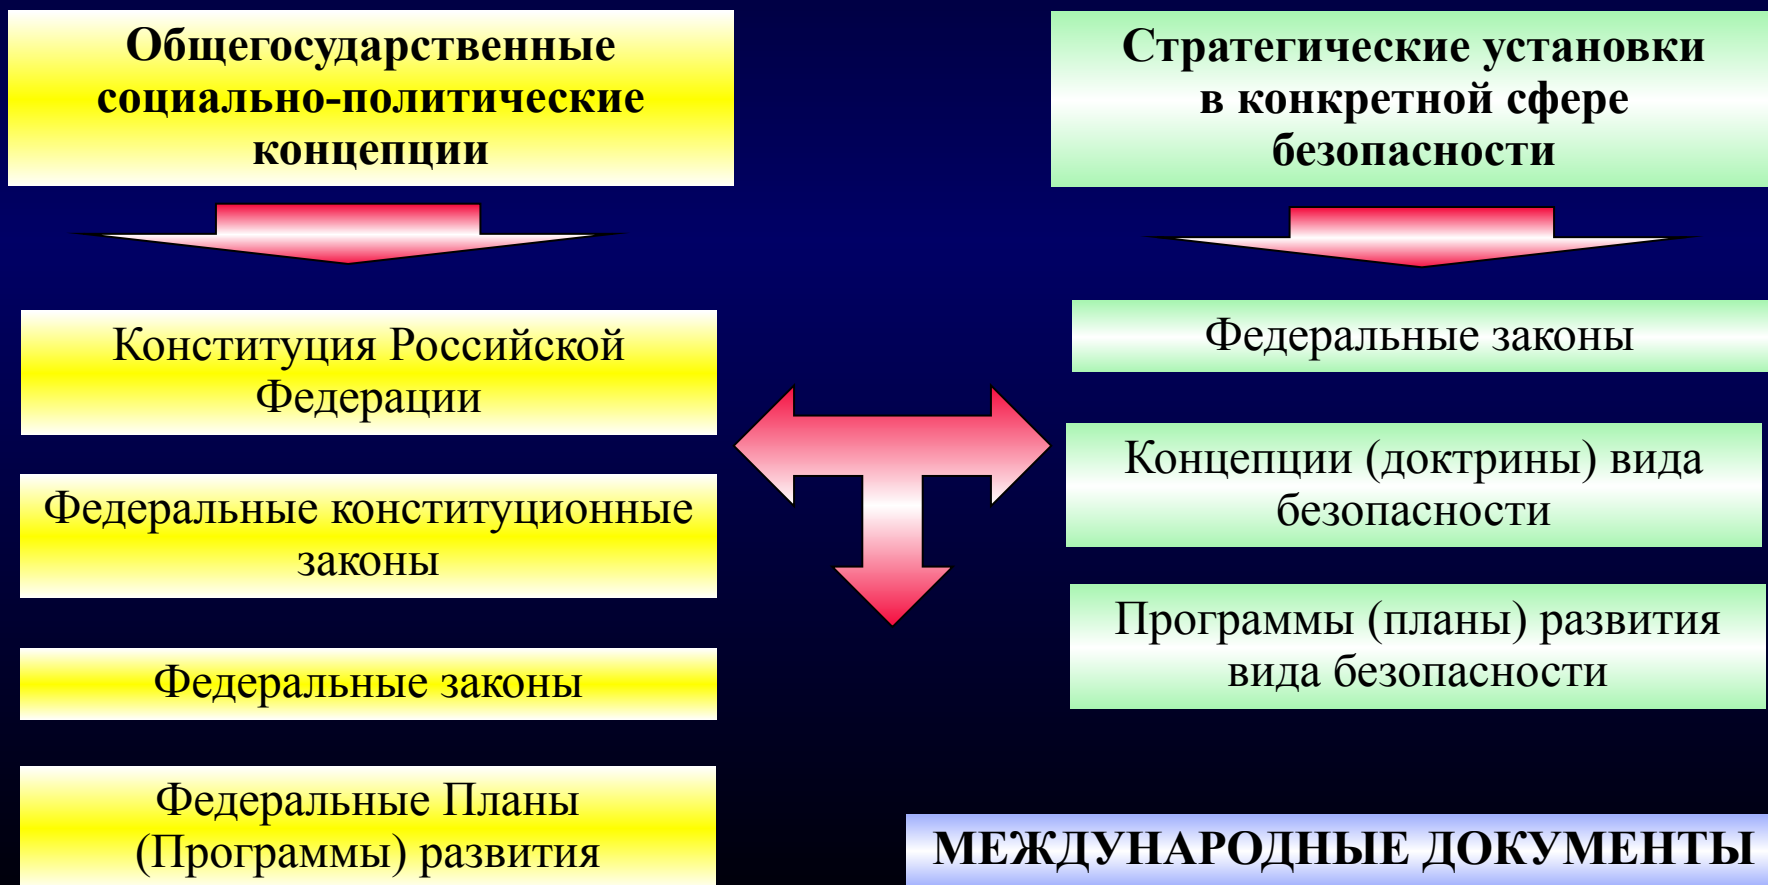 Общегосударственные
социально-политические
концепции
Конституция Российской
Федерации
Федеральные конституционные
законы
Федеральные законы
Федеральные Планы
(Программы) развития
Стратегические установки
в конкретной сфере
безопасности
Федеральные законы
Концепции (доктрины) вида
безопасности
Программы (планы) развития
вида безопасности
МЕЖДУНАРОДНЫЕ ДОКУМЕНТЫ